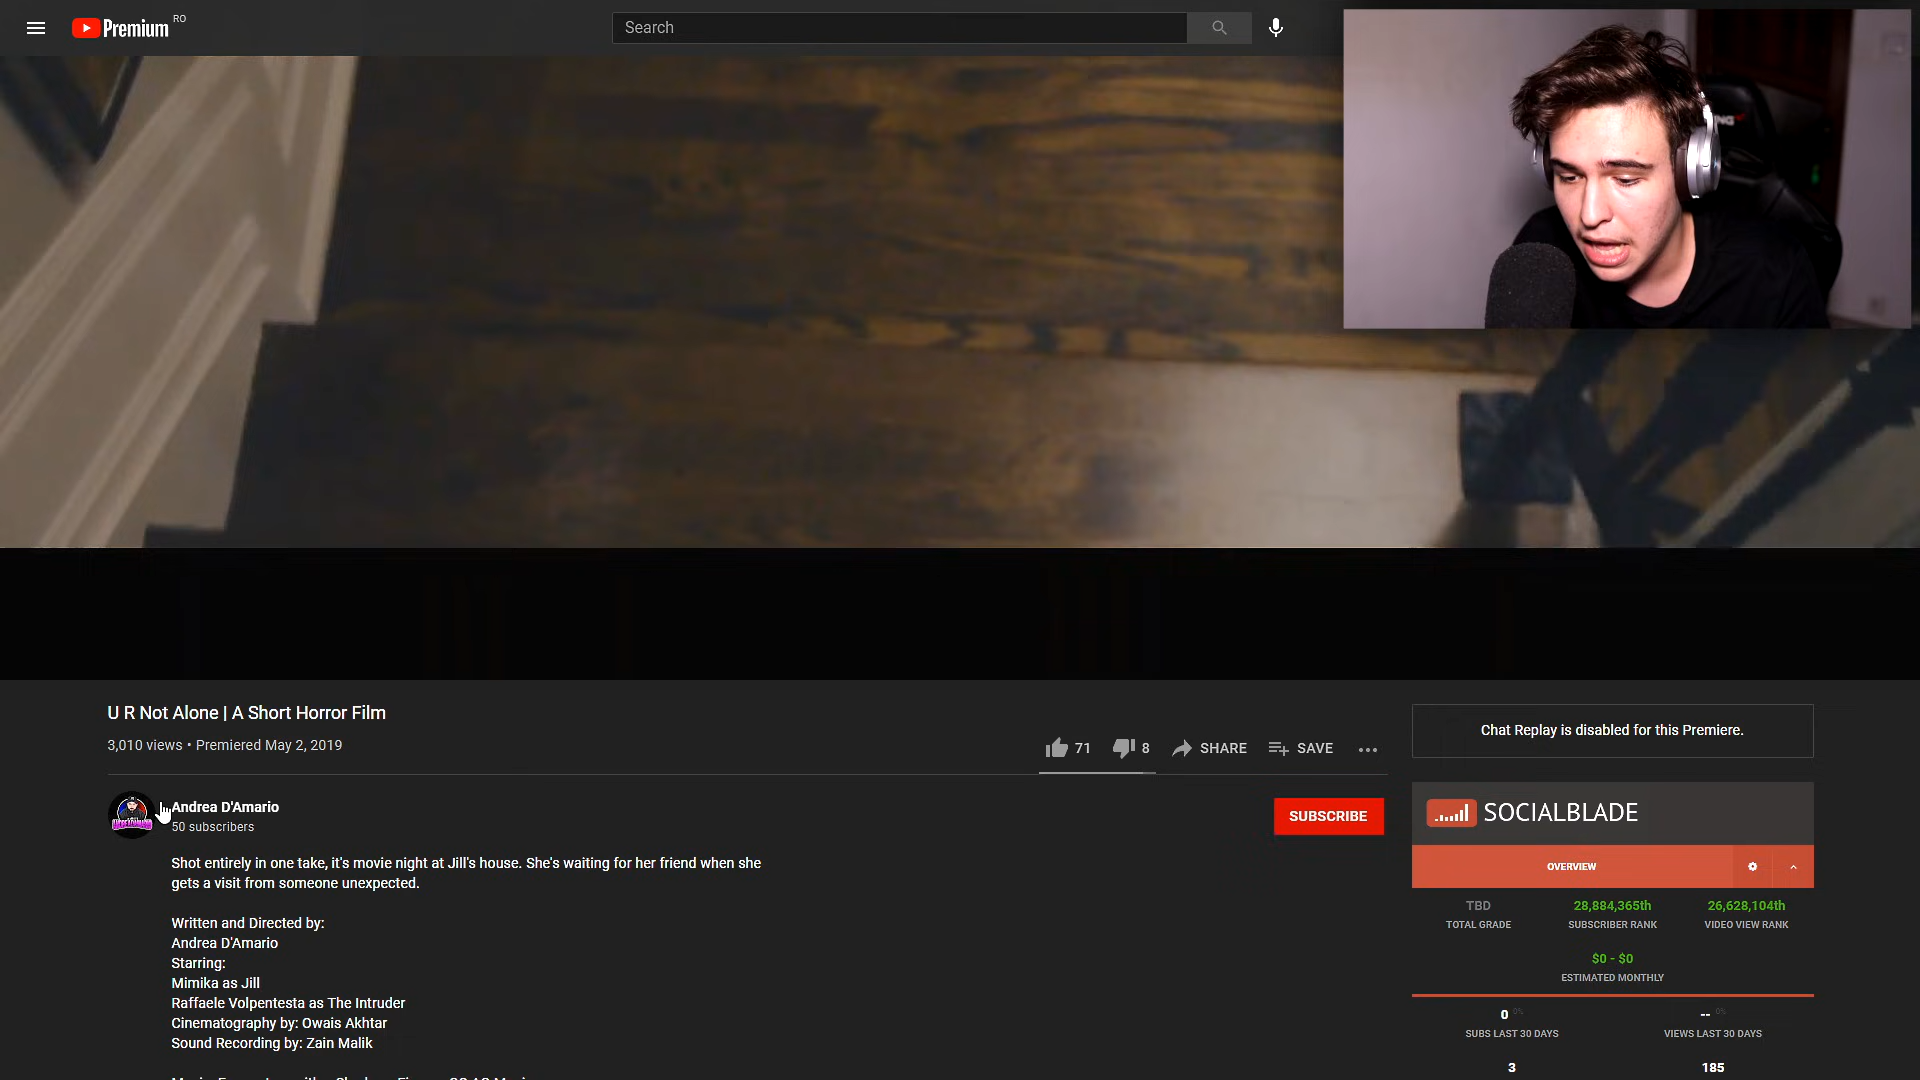 Premium RO
Search
NG
U R Not Alone | A Short Horror Film
3,010 views • Premiered May 2, 2019
71
8
SHARE
SAVE
Chat Replay is disabled for this Premiere.
Andrea D'Amario
50 subscribers
SUBSCRIBE
Shot entirely in one take, it's movie night at Jill's house. She's waiting for her friend when she
gets a visit from someone unexpected.
Written and Directed by:
Andrea D'Amario
Starring:
Mimika as Jill
Raffaele Volpentesta as The Intruder
Cinematography by: Owais Akhtar
Sound Recording by: Zain Malik
SOCIALBLADE
OVERVIEW
TBD
TOTAL GRADE
28,884,365th
SUBSCRIBER RANK
26,628,104th
VIDEO VIEW RANK
$0 - $0
ESTIMATED MONTHLY
0 0%
SUBS LAST 30 DAYS
-- 0%
VIEWS LAST 30 DAYS
3
185